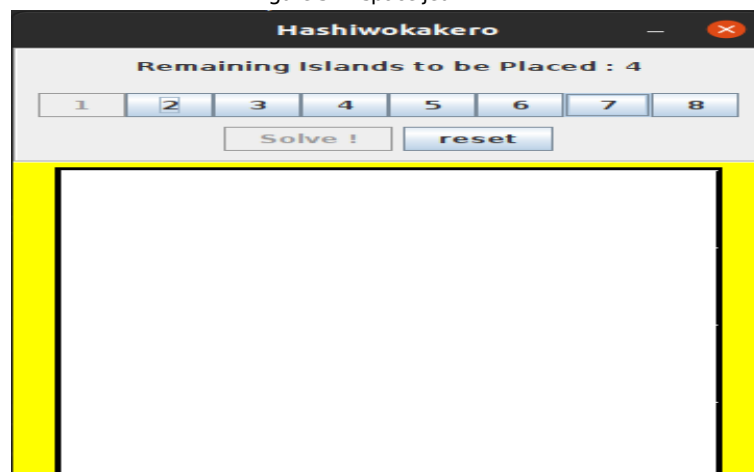 Hashiwokakero
Remaining Islands to be Placed : 4
1 2 3 4 5 6 7 8
Solve ! reset